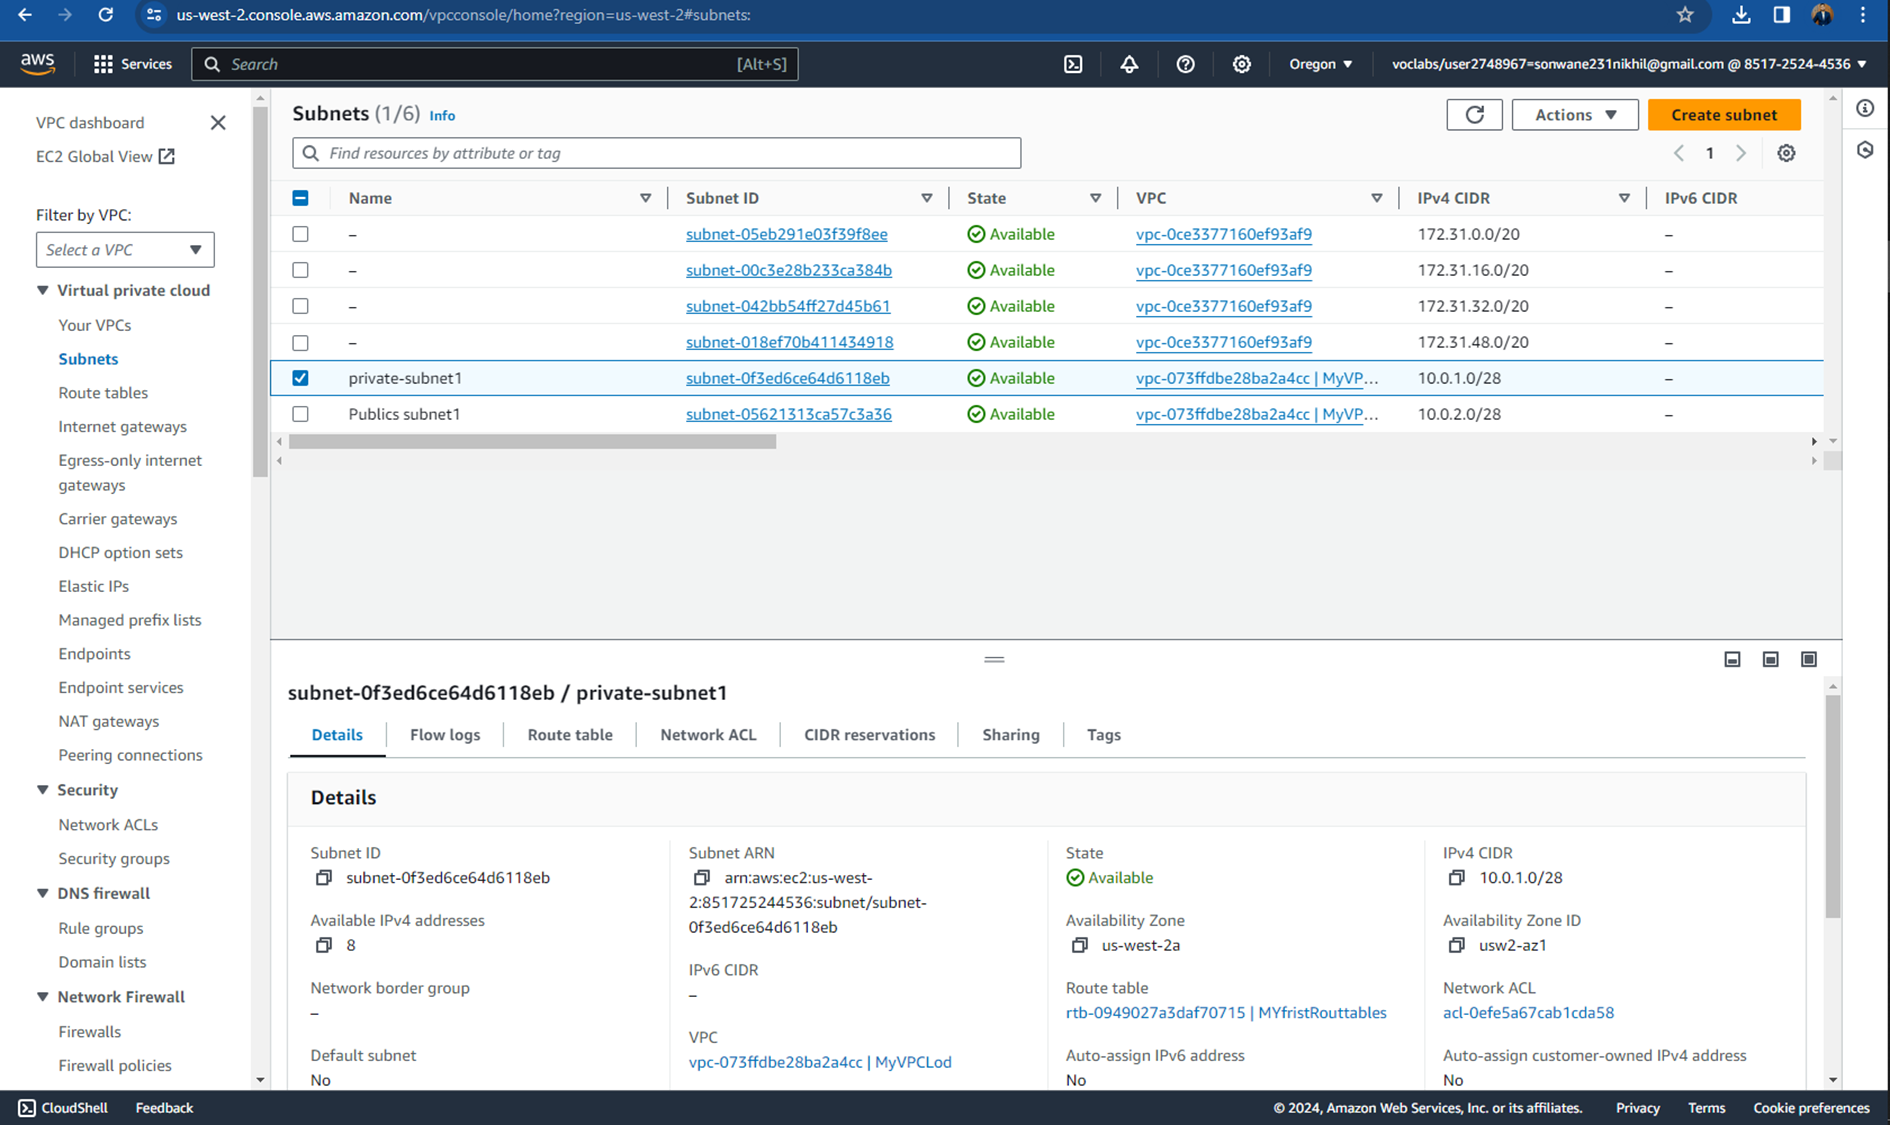 us-west-2.console.aws.amazon.com/vpcconsole/home?region=us-west-2#subnets:
aws
Services
Search
[Alt+S]
Oregon
voclabs/user2748967=sonwane231nikhil@gmail.com @ 8517-2524-4536
VPC dashboard
EC2 Global View
Filter by VPC:
Select a VPC
Virtual private cloud
Your VPCs
Subnets
Route tables
Internet gateways
Egress-only internet
gateways
Carrier gateways
DHCP option sets
Elastic IPs
Managed prefix lists
Endpoints
Endpoint services
NAT gateways
Peering connections
Security
Network ACLs
Security groups
DNS firewall
Rule groups
Domain lists
Network Firewall
Firewalls
Firewall policies
Subnets (1/6) Info
Actions
Create subnet
Find resources by attribute or tag
1
Name Subnet ID State VPC IPv4 CIDR IPv6 CIDR
– subnet-05eb291e03f39f8ee Available vpc-0ce3377160ef93af9 172.31.0.0/20 –
– subnet-00c3e28b233ca384b Available vpc-0ce3377160ef93af9 172.31.16.0/20 –
– subnet-042bb54ff27d45b61 Available vpc-0ce3377160ef93af9 172.31.32.0/20 –
– subnet-018ef70b411434918 Available vpc-0ce3377160ef93af9 172.31.48.0/20 –
private-subnet1 subnet-0f3ed6ce64d6118eb Available vpc-073ffdbe28ba2a4cc | MyVP... 10.0.1.0/28 –
Publics subnet1 subnet-05621313ca57c3a36 Available vpc-073ffdbe28ba2a4cc | MyVP... 10.0.2.0/28 –
subnet-0f3ed6ce64d6118eb / private-subnet1
Details Flow logs Route table Network ACL CIDR reservations Sharing Tags
Details
Subnet ID
subnet-0f3ed6ce64d6118eb
Available IPv4 addresses
8
Network border group
–
Default subnet
No
Subnet ARN
arn:aws:ec2:us-west-
2:851725244536:subnet/subnet-
0f3ed6ce64d6118eb
IPv6 CIDR
–
VPC
vpc-073ffdbe28ba2a4cc | MyVPCLod
State
Available
Availability Zone
us-west-2a
Route table
rtb-0949027a3daf70715 | MYfristRouttables
Auto-assign IPv6 address
No
IPv4 CIDR
10.0.1.0/28
Availability Zone ID
usw2-az1
Network ACL
acl-0efe5a67cab1cda58
Auto-assign customer-owned IPv4 address
No
CloudShell
Feedback
© 2024, Amazon Web Services, Inc. or its affiliates.
Privacy
Terms
Cookie preferences